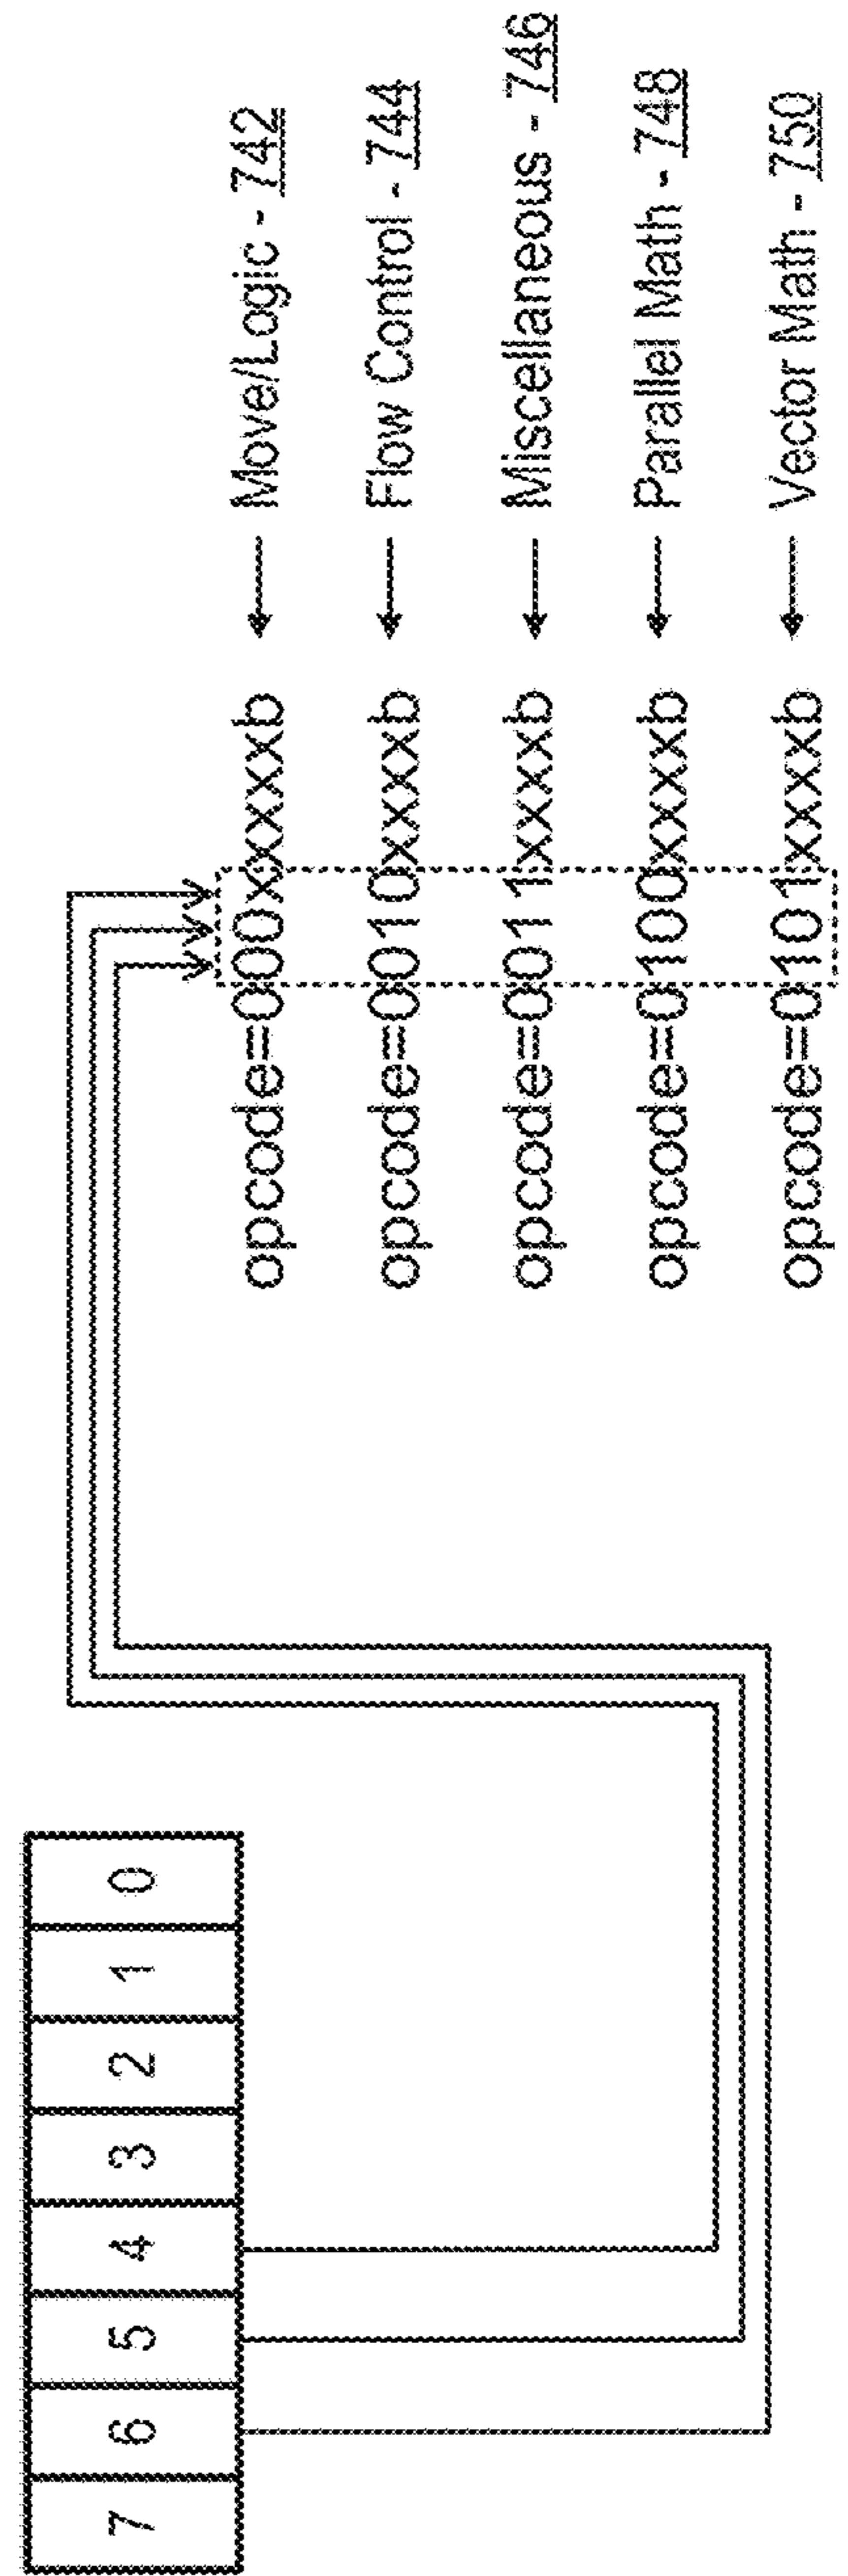 7 6 5 4 3 2 1 0
opcode=000xxxxxb ← Move/Logic - 742
opcode=0010xxxxb ← Flow Control - 744
opcode=0011xxxxb ← Miscellaneous - 746
opcode=0100xxxxb ← Parallel Math - 748
opcode=0101xxxxb ← Vector Math - 750